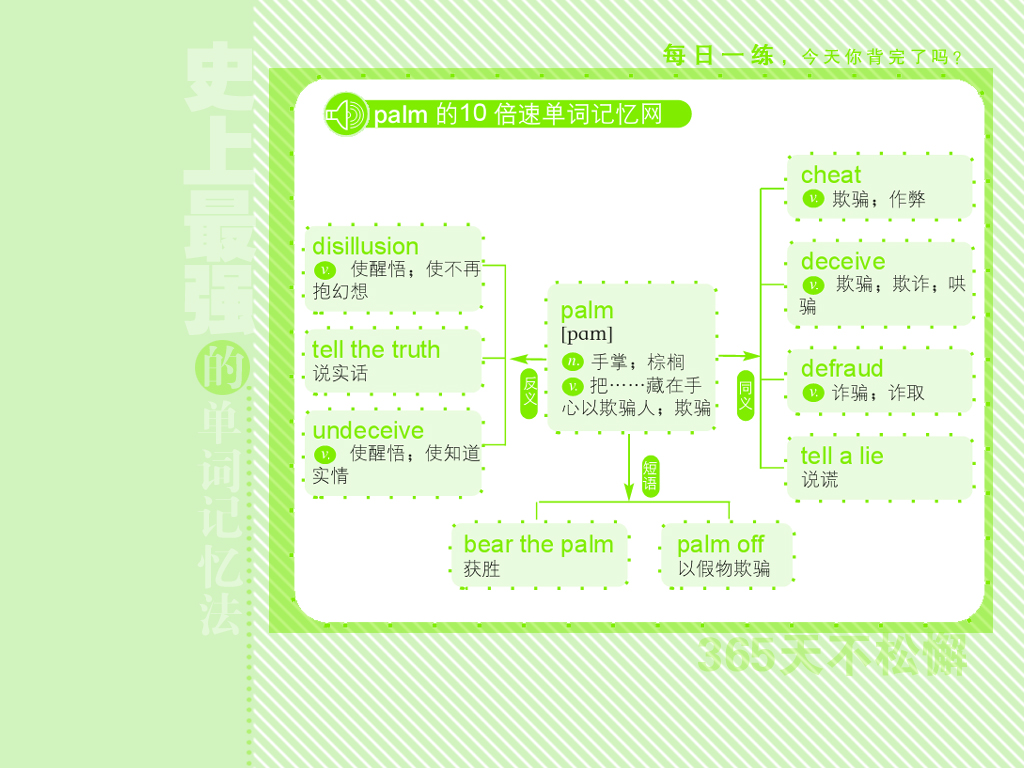 每日一练，今天你背完了吗？
史上最强的单词记忆法
palm 的10 倍速单词记忆网
disillusion
v. 使醒悟；使不再
抱幻想
tell the truth
说实话
undeceive
v. 使醒悟；使知道
实情
反义
palm
[pɑm]
n. 手掌；棕榈
v. 把……藏在手
心以欺骗人；欺骗
同义
cheat
v. 欺骗；作弊
deceive
v. 欺骗；欺诈；哄
骗
defraud
v. 诈骗；诈取
tell a lie
说谎
短语
bear the palm
获胜
palm off
以假物欺骗
365天不松懈